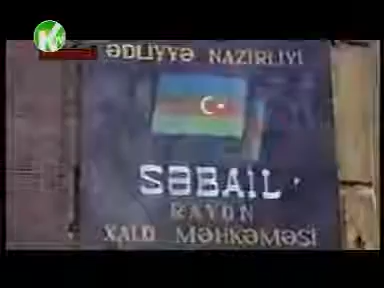 K
ƏDLİYYƏ NAZİRLİYİ
SƏBAİL
RAYON
XALQ MƏHKƏMƏSİ